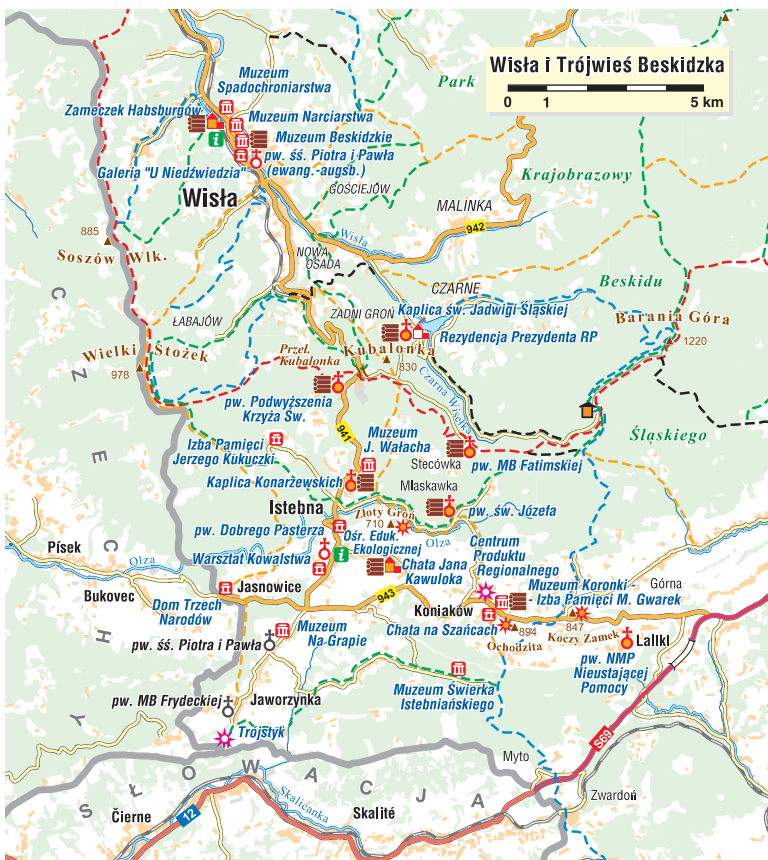 Wisła i Trójwieś Beskidzka
0 1 5 km
Muzeum
Spadochroniarstwa
Park
Zameczek Habsburgów
Muzeum Narciarstwa
Muzeum Beskidzkie
i
pw. śś. Piotra i Pawła
(ewang.-augsb.)
Galeria "U Niedźwiedzia"
Krajobrazowy
GOŚCIEJÓW
Wisła
MALINKA
942
885
Wisła
Soszów Wlk.
NOWA
OSADA
Beskidu
CZARNE
ZADNI GROŃ
Kaplica św. Jadwigi Śląskiej
ŁABAJÓW
Barania Góra
1220
Rezydencja Prezydenta RP
Wielki Stożek
978
Przeł.
Kubalonka
Kubalonka
830
Czarna Wisełka
pw. Podwyższenia
Krzyża Św.
941
Śląskiego
Muzeum
J. Wałacha
Izba Pamięci
Jerzego Kukuczki
Stecówka
pw. MB Fatimskiej
Kaplica Konarżewskich
Mlaskawka
Istebna
Złoty Groń
710
pw. św. Józefa
pw. Dobrego Pasterza
Ośr. Eduk.
Ekologicznej
Olza
Centrum
Produktu
Regionalnego
Písek
Olza
Warsztat Kowalstwa
i
Chata Jana
Kawuloka
Muzeum Koronki -
- Izba Pamięci M. Gwarek
Górna
Bukovec
Jasnowice
943
Dom Trzech
Narodów
Koniaków
847
Muzeum
Na Grapie
Chata na Szańcach
894
Koczy Zamek
Laliki
pw. śś. Piotra i Pawła
Ochodzita
pw. NMP
Nieustającej
Pomocy
Muzeum Świerka
Istebniańskiego
pw. MB Frydeckiej
Jaworzynka
Trójstyk
S69
Myto
CZECHY
SŁOWACJA
Zwardoń
Skaličanka
Čierne
12
Skalité